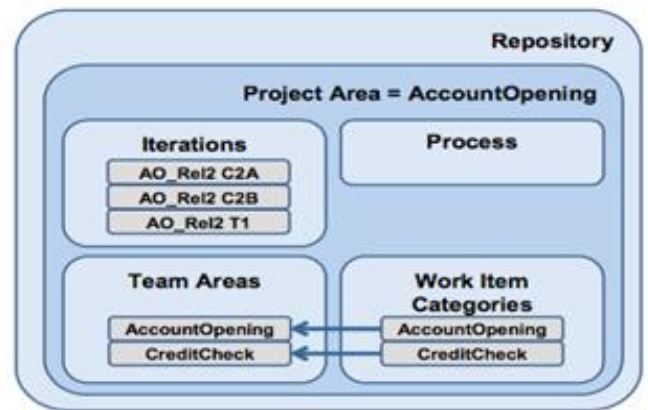 Repository
Project Area = AccountOpening
Iterations
AO_Rel2 C2A
AO_Rel2 C2B
AO_Rel2 T1
Process
Team Areas
AccountOpening
CreditCheck
Work Item
Categories
AccountOpening
CreditCheck